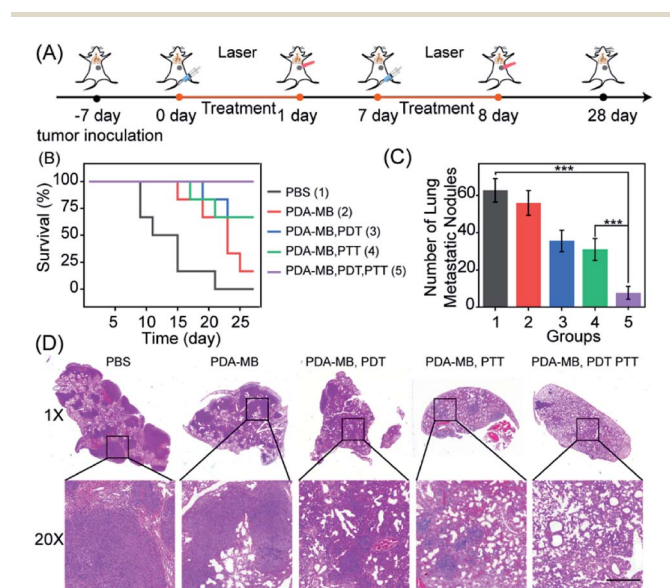 (A)
Laser Laser
Treatment Treatment
-7 day 0 day 1 day 7 day 8 day 28 day
tumor inoculation
(B)
Survival (%)
100
75
50
25
0
5 10 15 20 25
Time (day)
PBS (1)
PDA-MB (2)
PDA-MB,PDT (3)
PDA-MB,PTT (4)
PDA-MB,PDT,PTT (5)
(C)
Number of Lung
Metastatic Nodules
60
40
20
0
***
***
1 2 3 4 5
Groups
(D)
PBS PDA-MB PDA-MB, PDT PDA-MB, PTT PDA-MB, PDT PTT
1X
20X